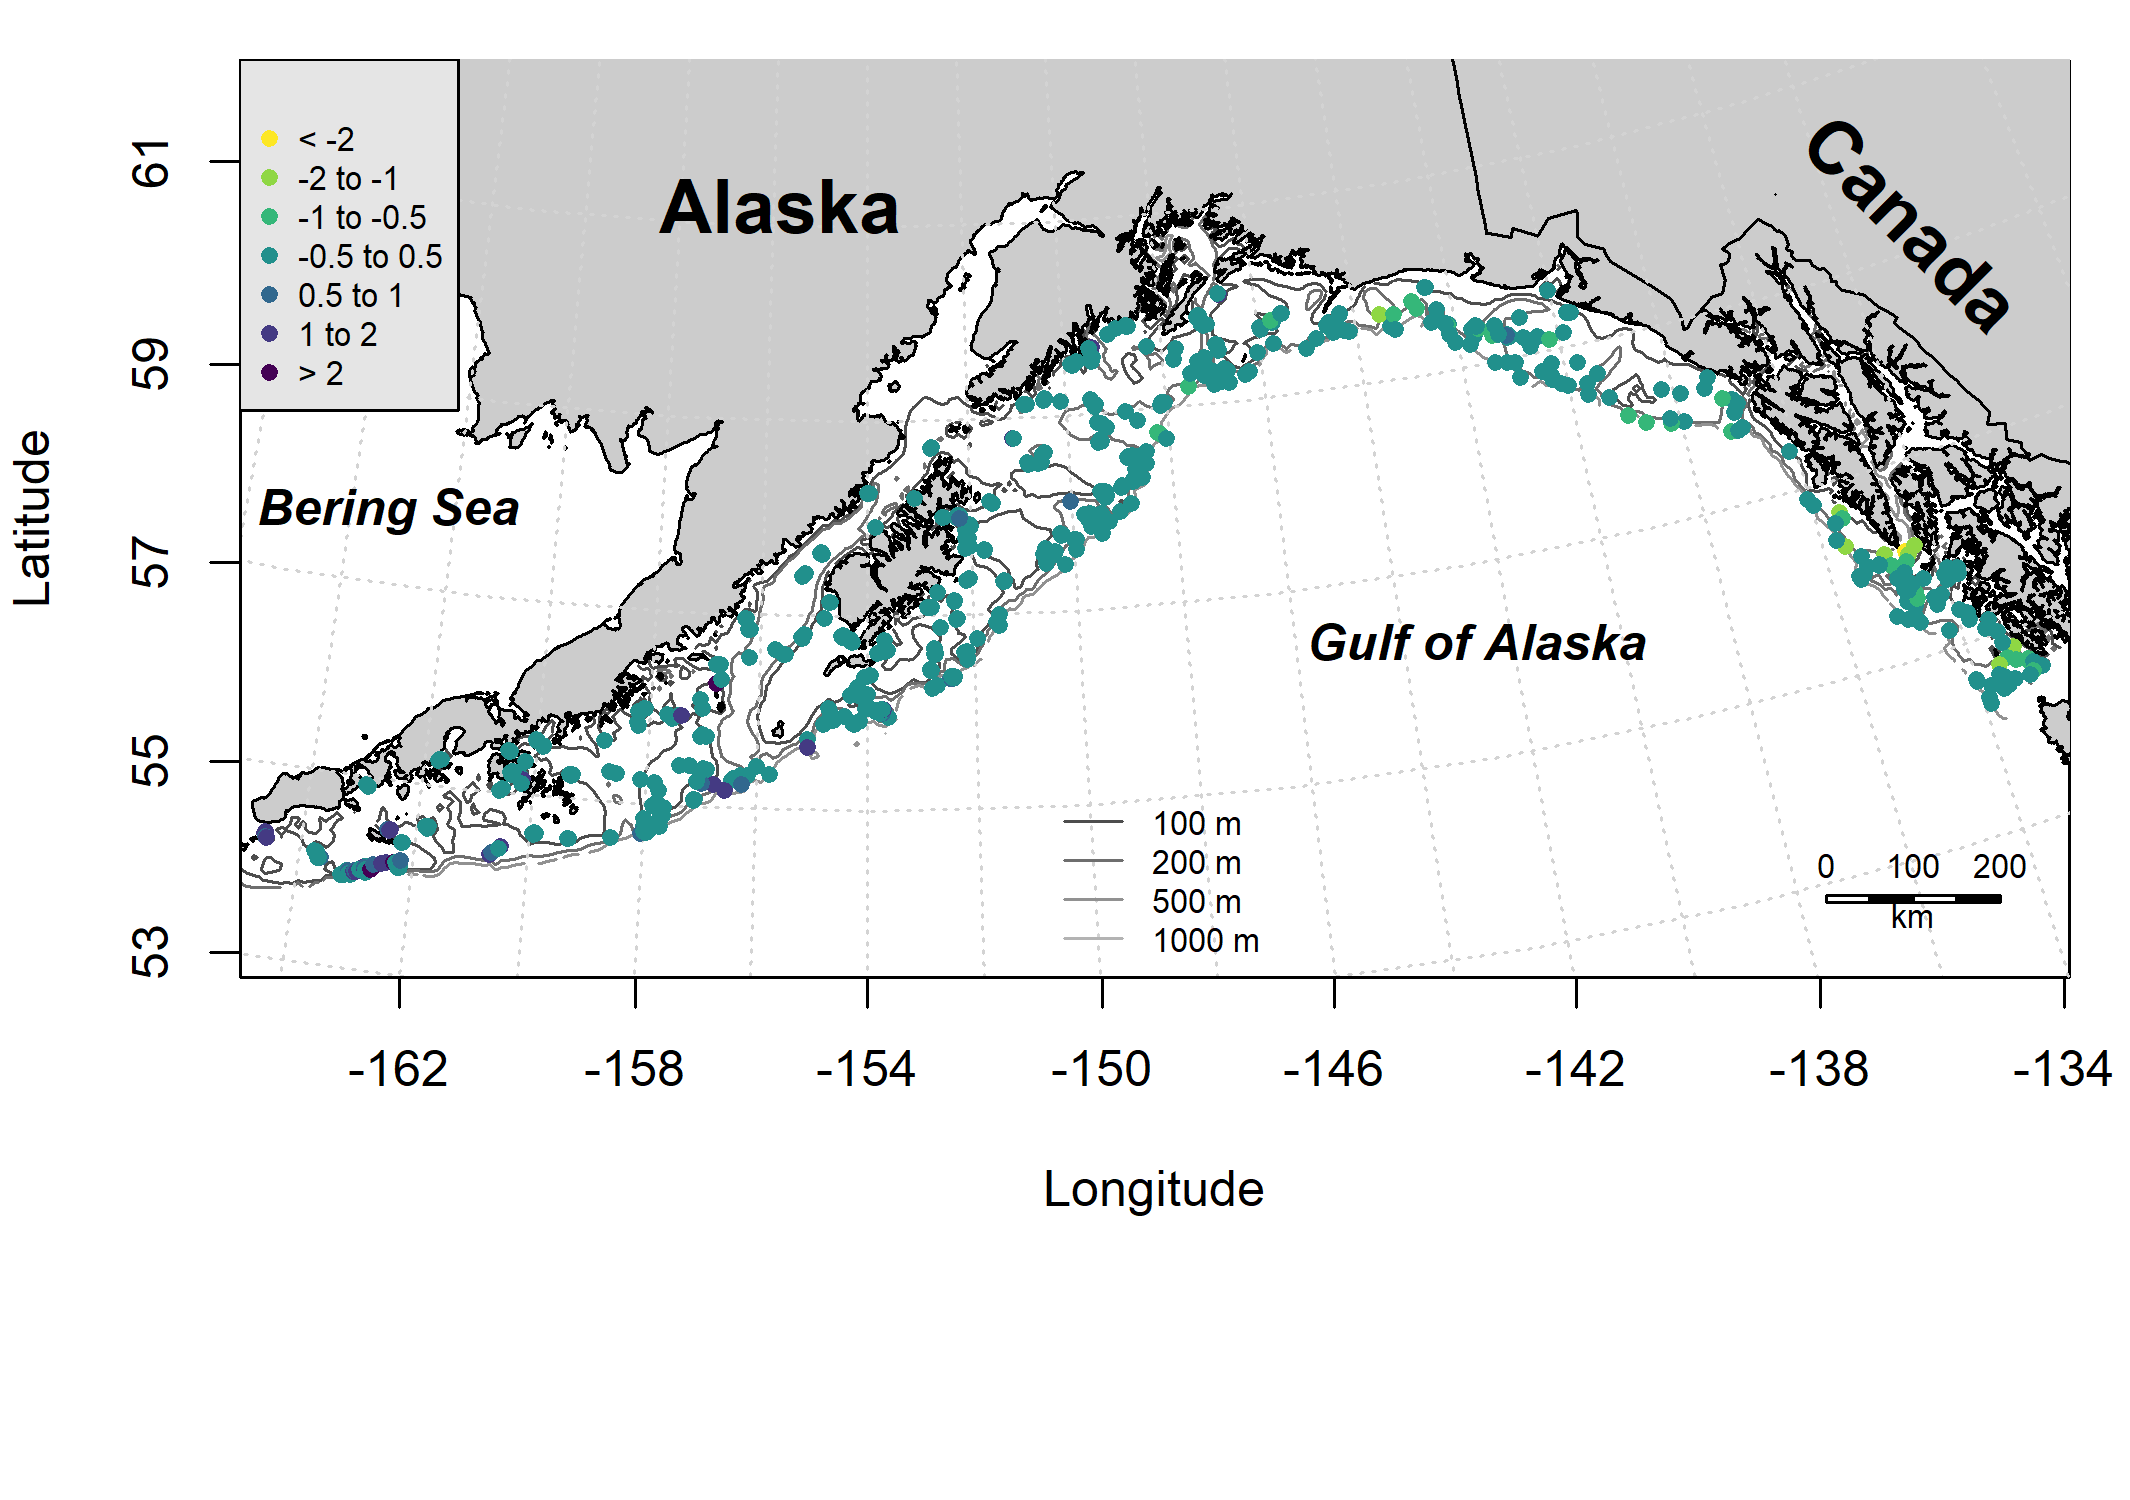 < -2
-2 to -1
-1 to -0.5
-0.5 to 0.5
0.5 to 1
1 to 2
> 2
Alaska
Canada
Bering Sea
Gulf of Alaska
100 m
200 m
500 m
1000 m
0 100 200
km
61
59
57
55
53
Latitude
-162 -158 -154 -150 -146 -142 -138 -134
Longitude